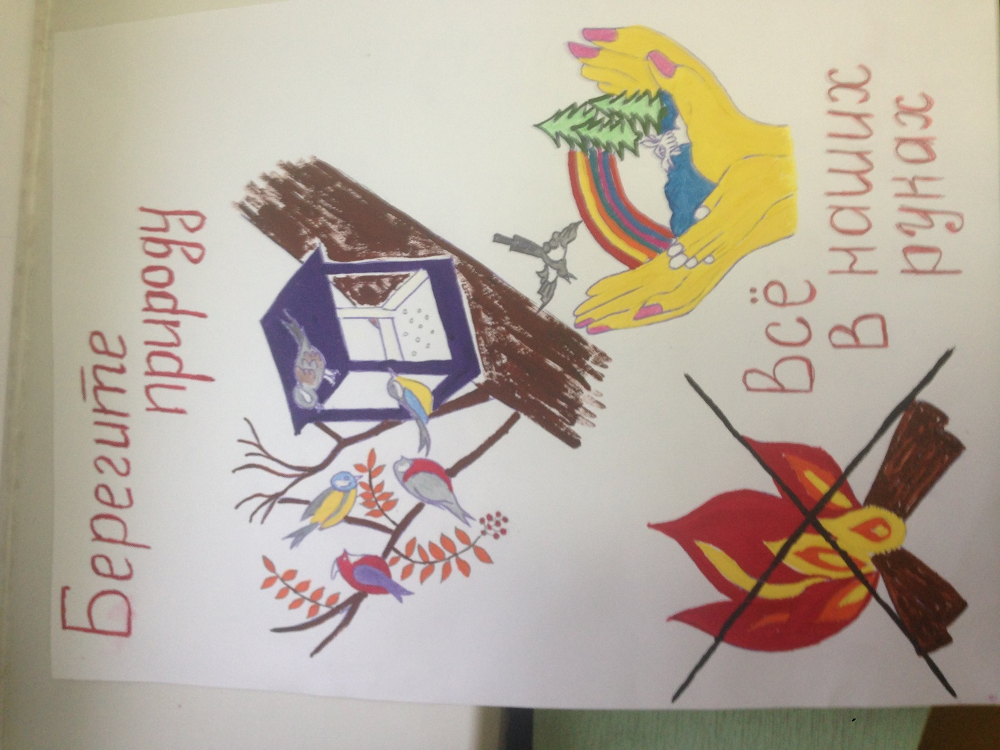 Берегите
природу
Всё
в наших
руках